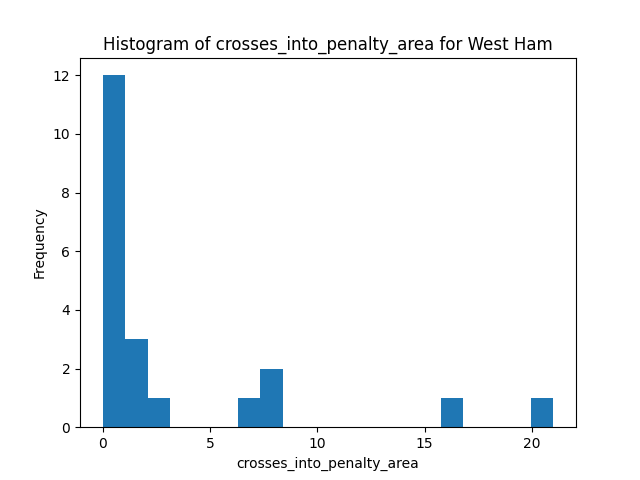 Histogram of crosses_into_penalty_area for West Ham
12
10
8
6
4
2
0
Frequency
0 5 10 15 20
crosses_into_penalty_area